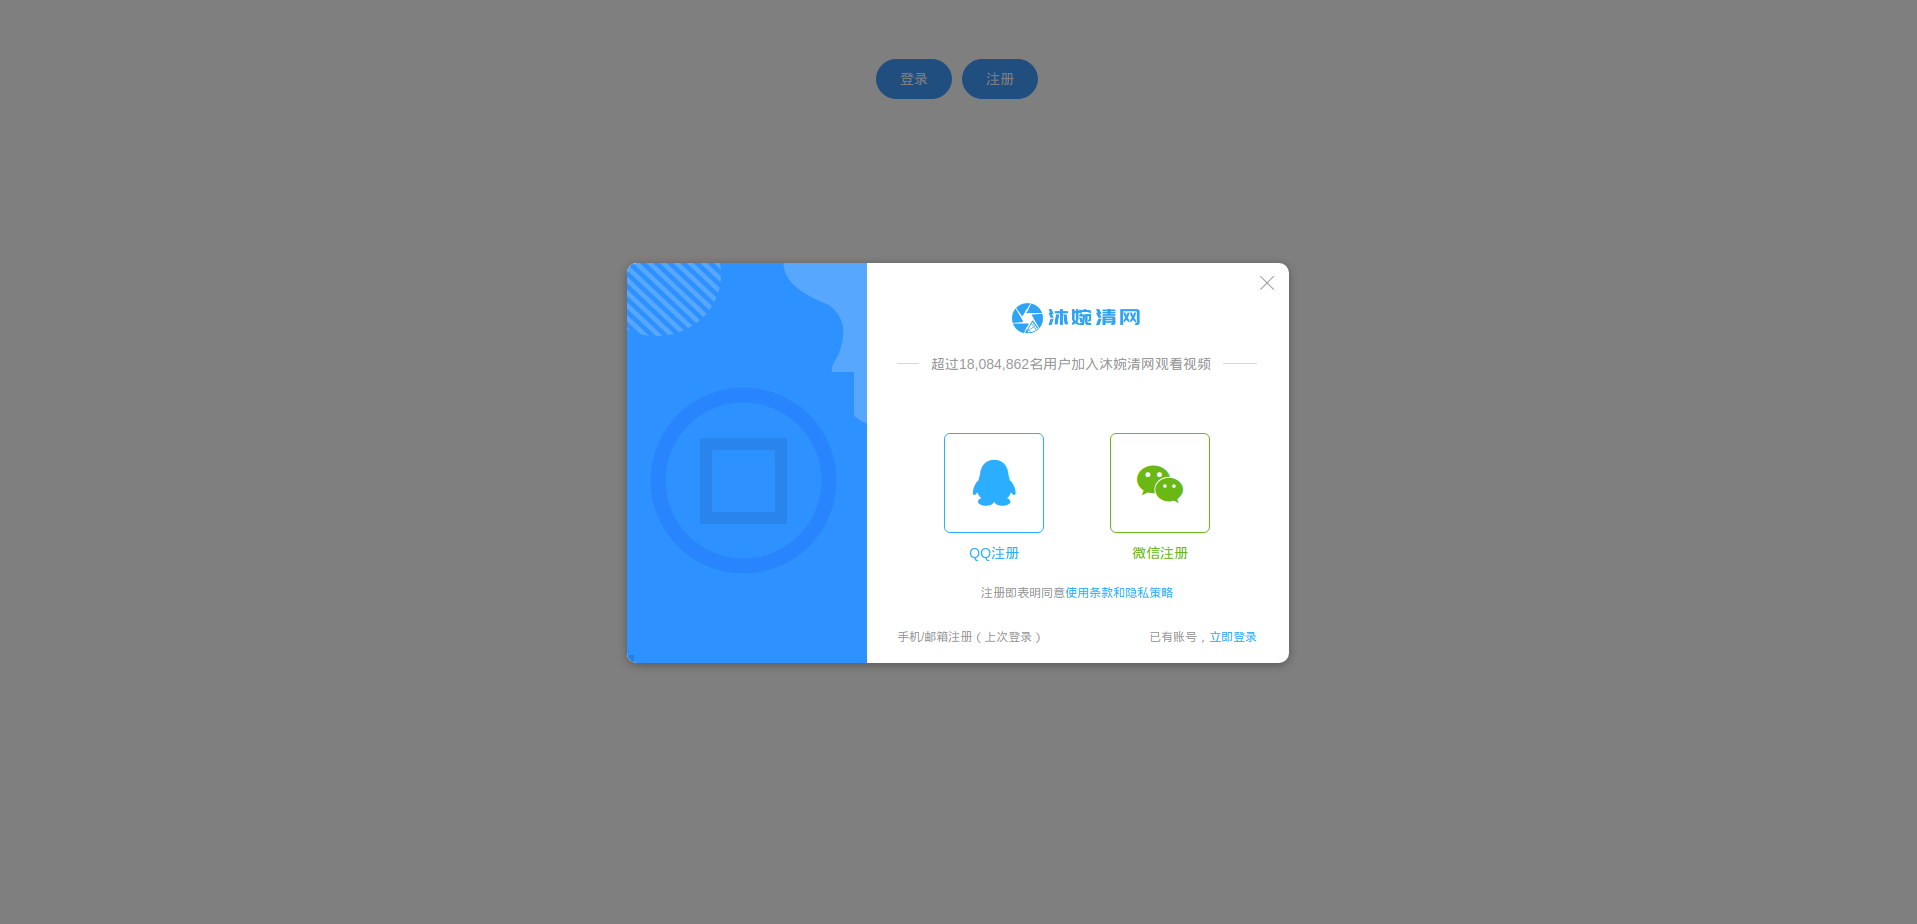 登录 注册
沐婉清网
超过18,084,862名用户加入沐婉清网观看视频
QQ注册 微信注册
注册即表明同意使用条款和隐私策略
手机/邮箱注册（上次登录） 已有账号，立即登录